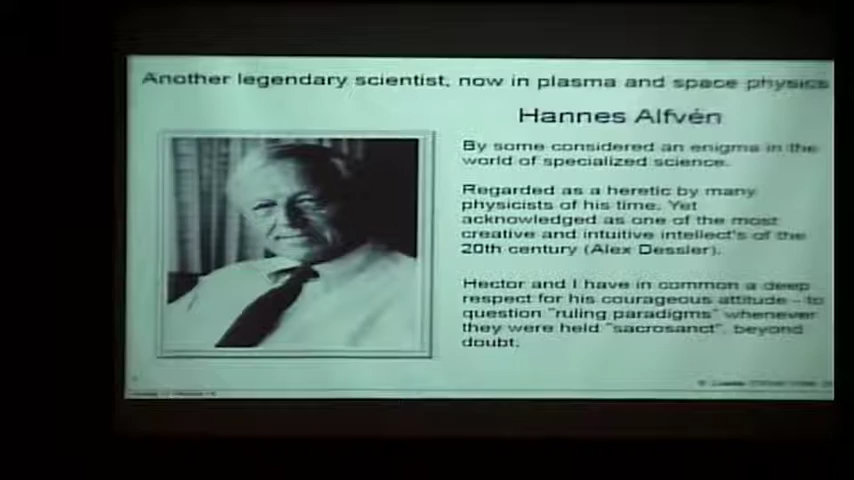 Another legendary scientist, now in plasma and space physics
Hannes Alfvén
By some considered an enigma in the
world of specialized science.
Regarded as a heretic by many
physicists of his time. Yet
acknowledged as one of the most
creative and intuitive intellect's of the
20th century (Alex Dessler).
Hector and I have in common a deep
respect for his courageous attitude – to
question "ruling paradigms" whenever
they were held "sacrosanct", beyond
doubt.